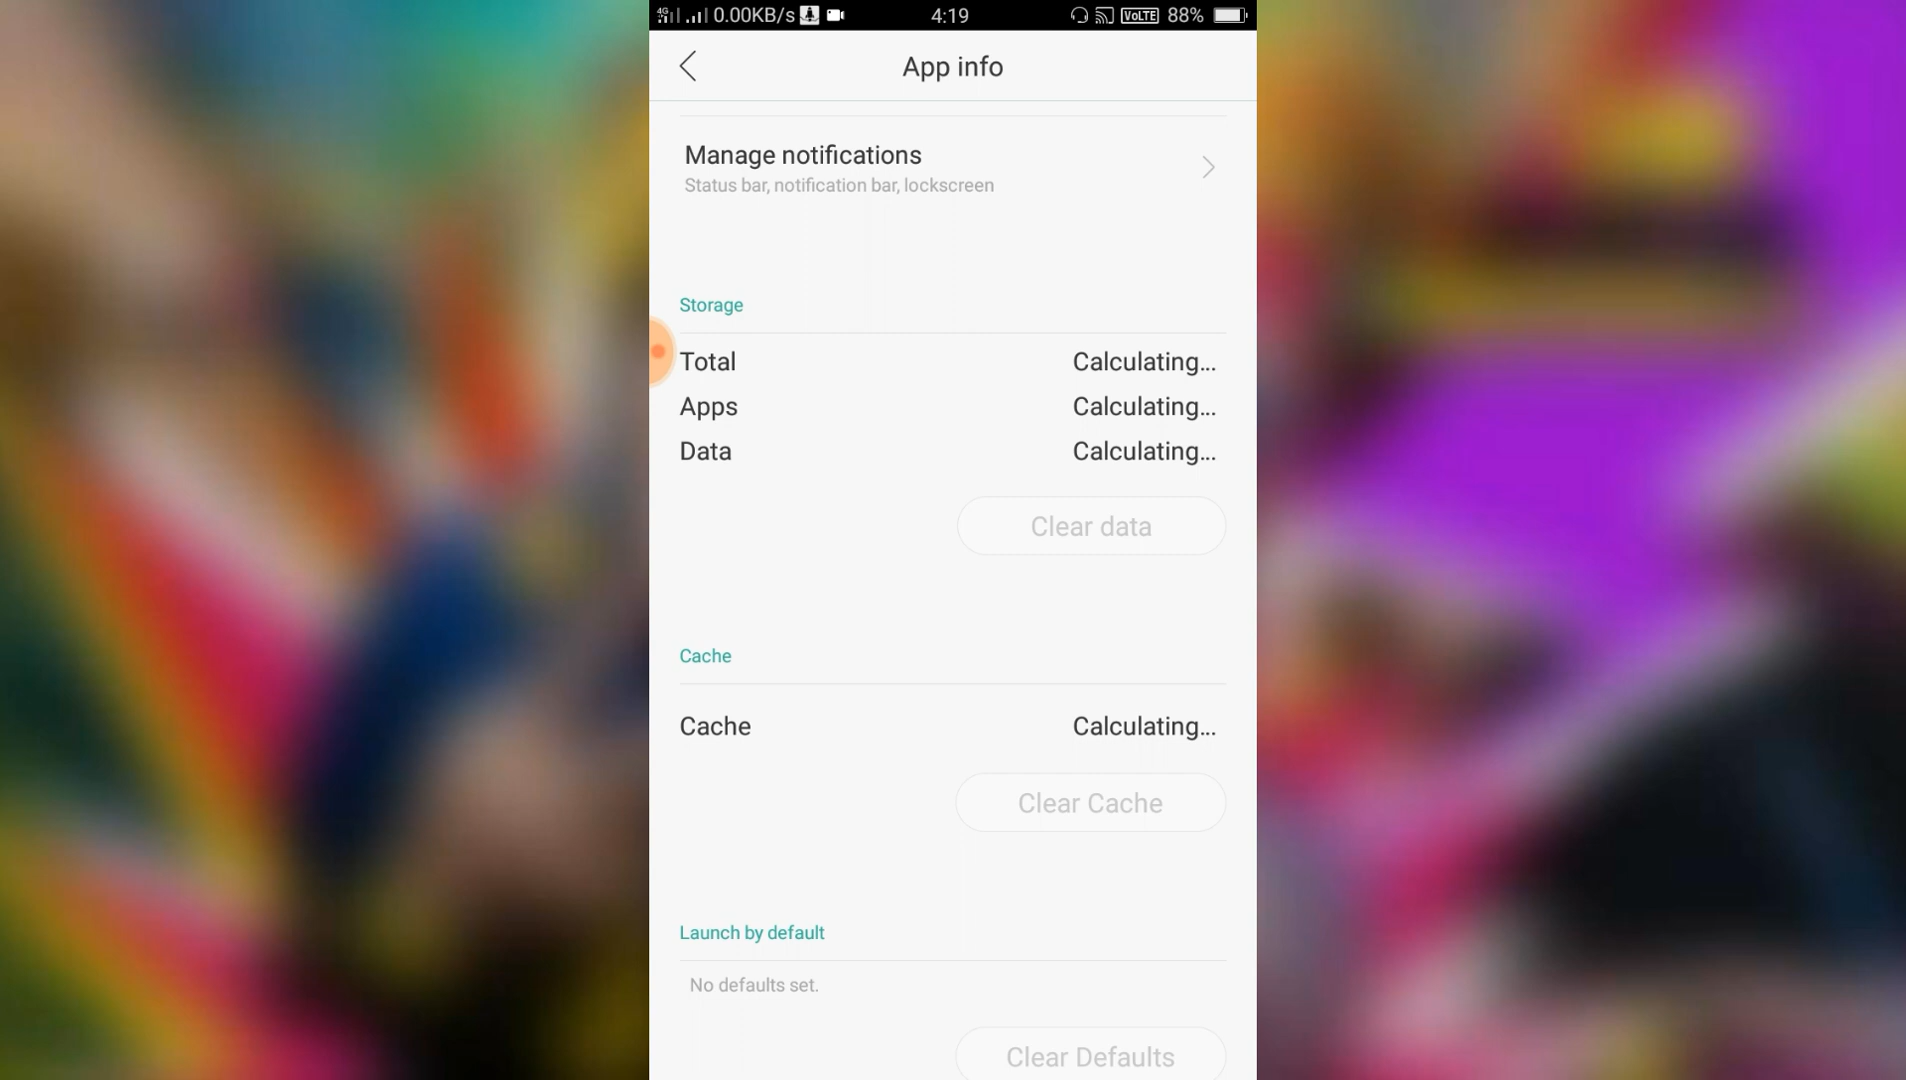 4G 0.00KB/s 4:19 VoLTE 88%
App info
Manage notifications
Status bar, notification bar, lockscreen
Storage
Total Calculating...
Apps Calculating...
Data Calculating...
Clear data
Cache
Cache Calculating...
Clear Cache
Launch by default
No defaults set.
Clear Defaults